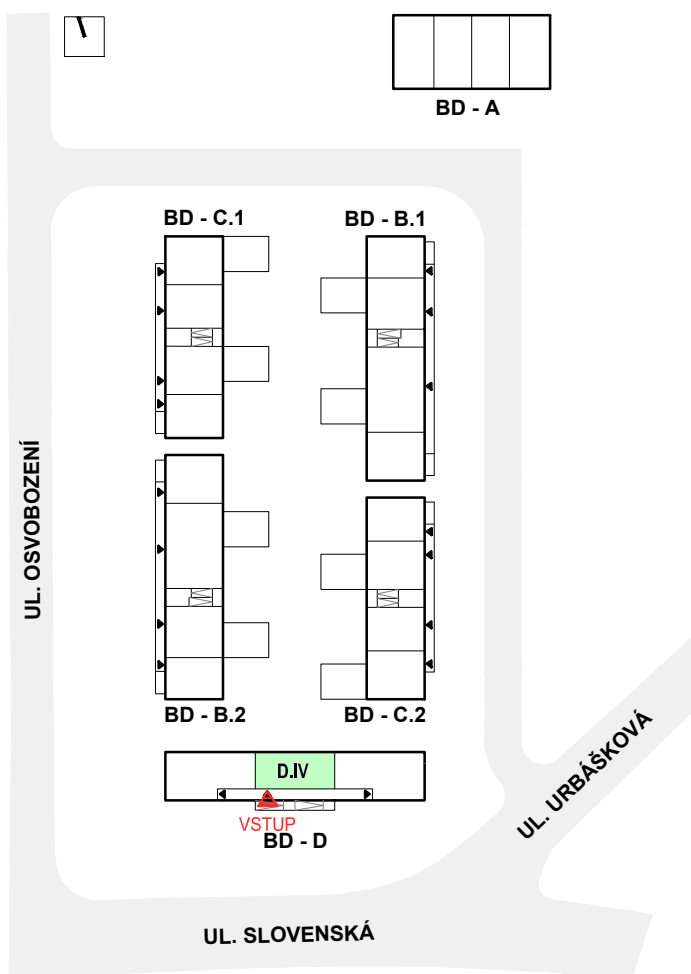 BD - A
BD - C.1
BD - B.1
UL. OSVOBOZENÍ
BD - B.2
BD - C.2
D.IV
VSTUP
BD - D
UL. URBÁŠKOVÁ
UL. SLOVENSKÁ